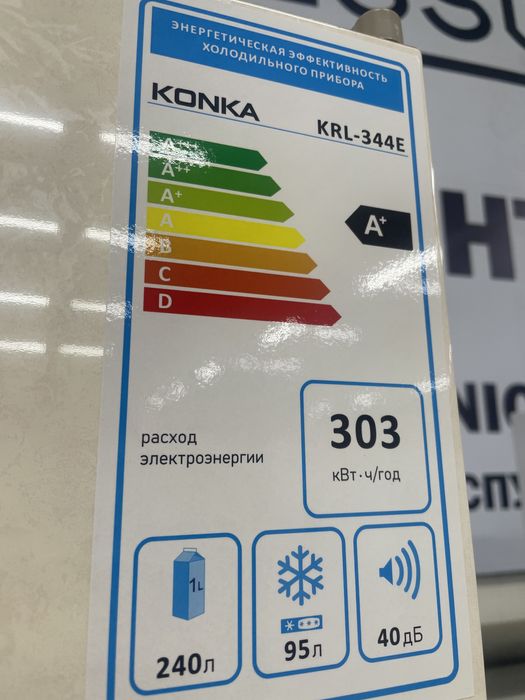 ЭНЕРГЕТИЧЕСКАЯ ЭФФЕКТИВНОСТЬ
ХОЛОДИЛЬНОГО ПРИБОРА
KONKA
KRL-344E
A+++
A++
A+
A
B
C
D
A+
расход
электроэнергии
303
кВт·ч/год
1L
240л
95л
40дБ